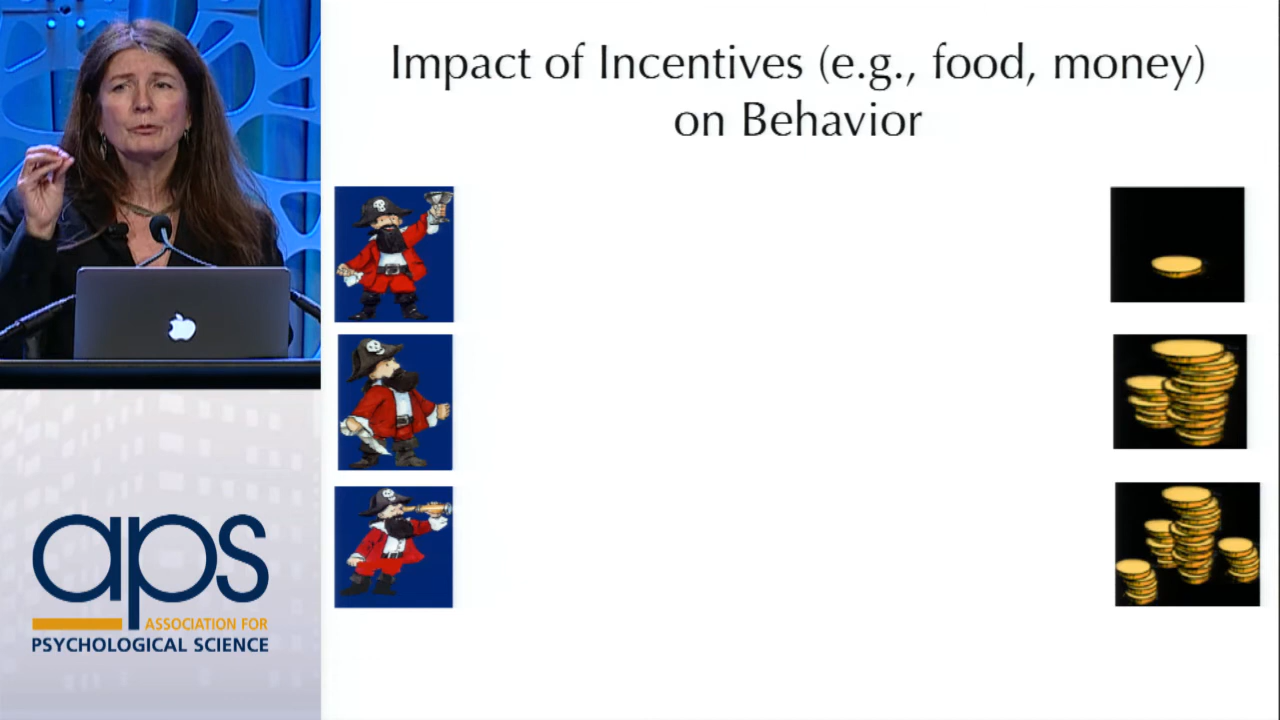 Impact of Incentives (e.g., food, money)
on Behavior
aps
ASSOCIATION FOR
PSYCHOLOGICAL SCIENCE